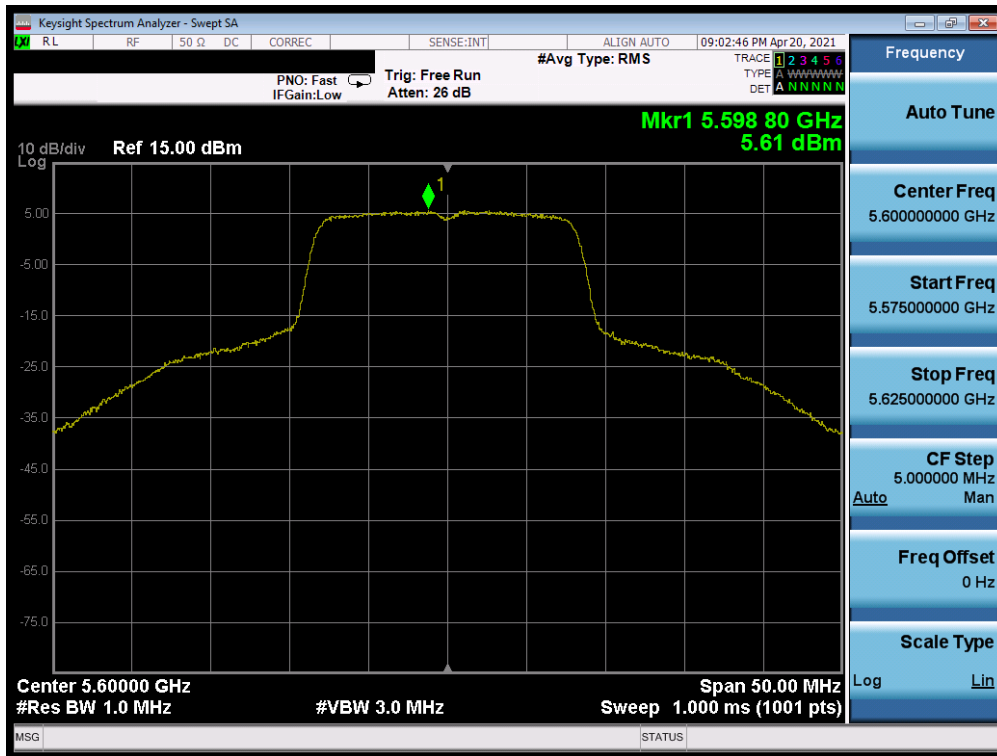 Keysight Spectrum Analyzer - Swept SA
LXI RL RF 50 Ω DC CORREC SENSE:INT ALIGN AUTO 09:02:46 PM Apr 20, 2021
#Avg Type: RMS
TRACE 1 2 3 4 5 6
PNO: Fast Trig: Free Run
TYPE A WWWWW
IFGain:Low Atten: 26 dB
DET A N N N N N
Mkr1 5.598 80 GHz
5.61 dBm
10 dB/div Ref 15.00 dBm
Log
1
5.00
-5.00
-15.0
-25.0
-35.0
-45.0
-55.0
-65.0
-75.0
Center 5.60000 GHz Span 50.00 MHz
#Res BW 1.0 MHz #VBW 3.0 MHz Sweep 1.000 ms (1001 pts)
MSG STATUS
Frequency
Auto Tune
Center Freq
5.600000000 GHz
Start Freq
5.575000000 GHz
Stop Freq
5.625000000 GHz
CF Step
5.000000 MHz
Auto Man
Freq Offset
0 Hz
Scale Type
Log Lin